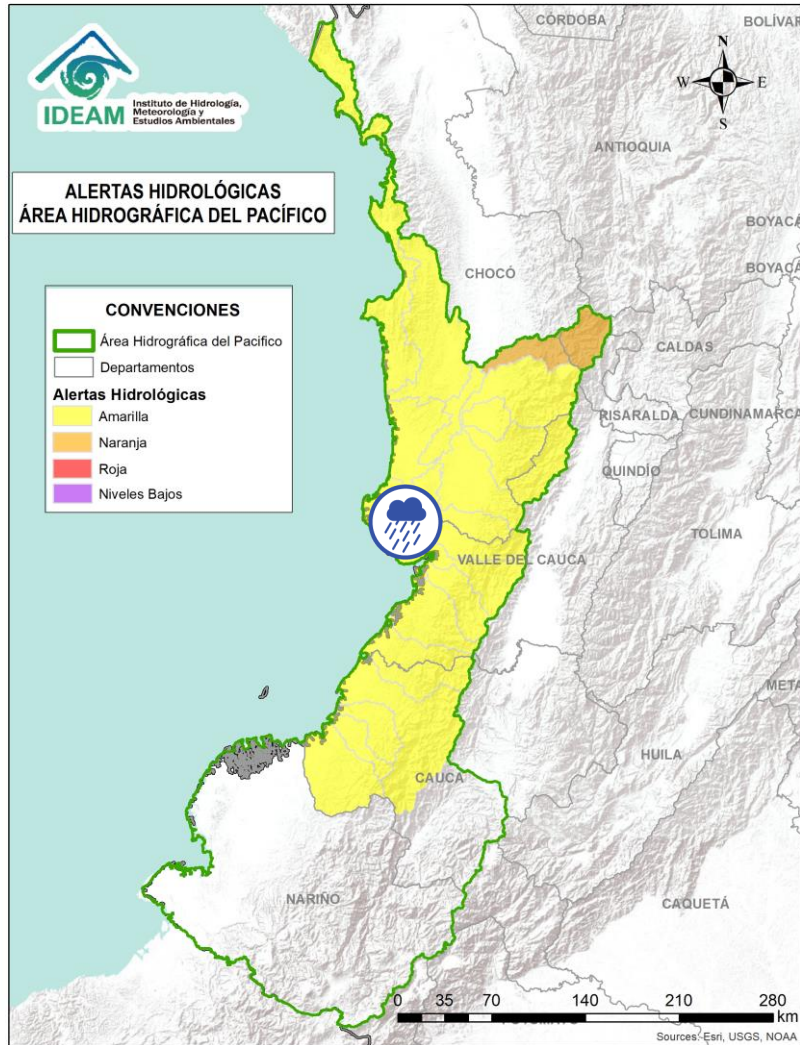 IDEAM
Instituto de Hidrología,
Meteorología y
Estudios Ambientales
ALERTAS HIDROLÓGICAS
ÁREA HIDROGRÁFICA DEL PACÍFICO
CONVENCIONES
Área Hidrográfica del Pacifico
Departamentos
Alertas Hidrológicas
Amarilla
Naranja
Roja
Niveles Bajos
CÓRDOBA
BOLÍVAR
N
W
E
S
ANTIOQUIA
BOYACÁ
CHOCÓ
BOYACÁ
CALDAS
RISARALDA
CUNDINAMARCA
QUINDÍO
TOLIMA
VALLE DEL CAUCA
META
HUILA
CAUCA
NARIÑO
CAQUETÁ
0 35 70 140 210 280
km
Sources: Esri, USGS, NOAA